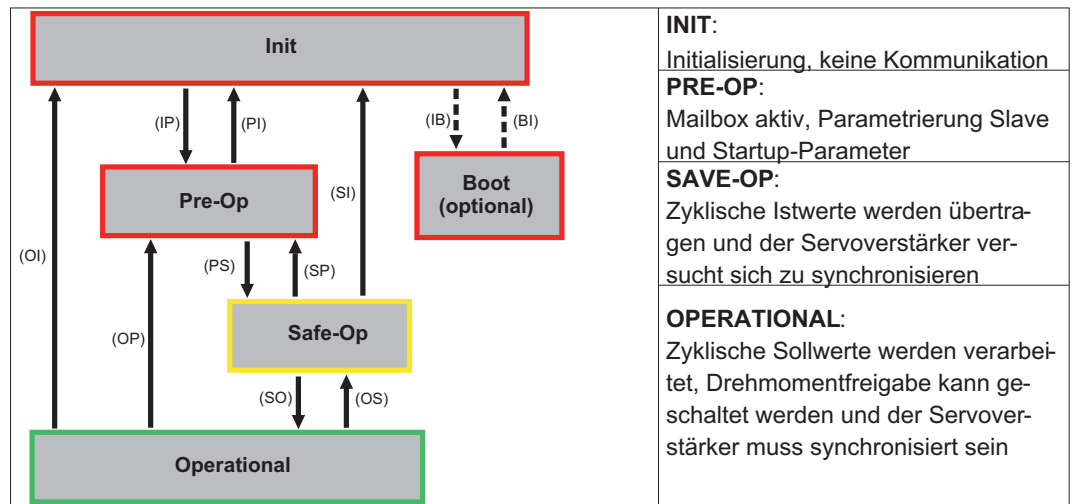 Init
(IP)
(PI)
(IB)
(BI)
Pre-Op
(SI)
Boot
(optional)
(OI)
(PS)
(SP)
(OP)
Safe-Op
(SO)
(OS)
Operational
INIT:
Initialisierung, keine Kommunikation
PRE-OP:
Mailbox aktiv, Parametrierung Slave
und Startup-Parameter
SAVE-OP:
Zyklische Istwerte werden übertra-
gen und der Servoverstärker ver-
sucht sich zu synchronisieren
OPERATIONAL:
Zyklische Sollwerte werden verarbei-
tet, Drehmomentfreigabe kann ge-
schaltet werden und der Servover-
stärker muss synchronisiert sein